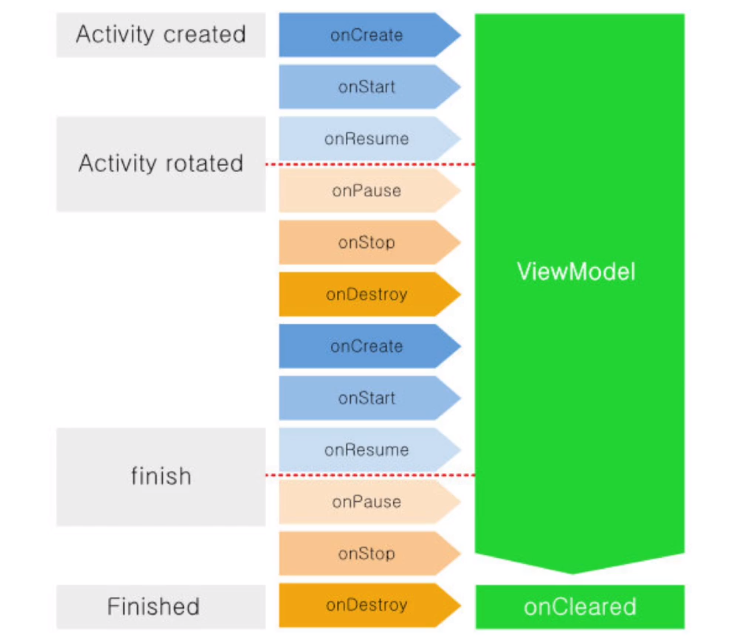 Activity created
onCreate
onStart
onResume
Activity rotated
onPause
onStop
ViewModel
onDestroy
onCreate
onStart
onResume
finish
onPause
onStop
Finished
onDestroy
onCleared